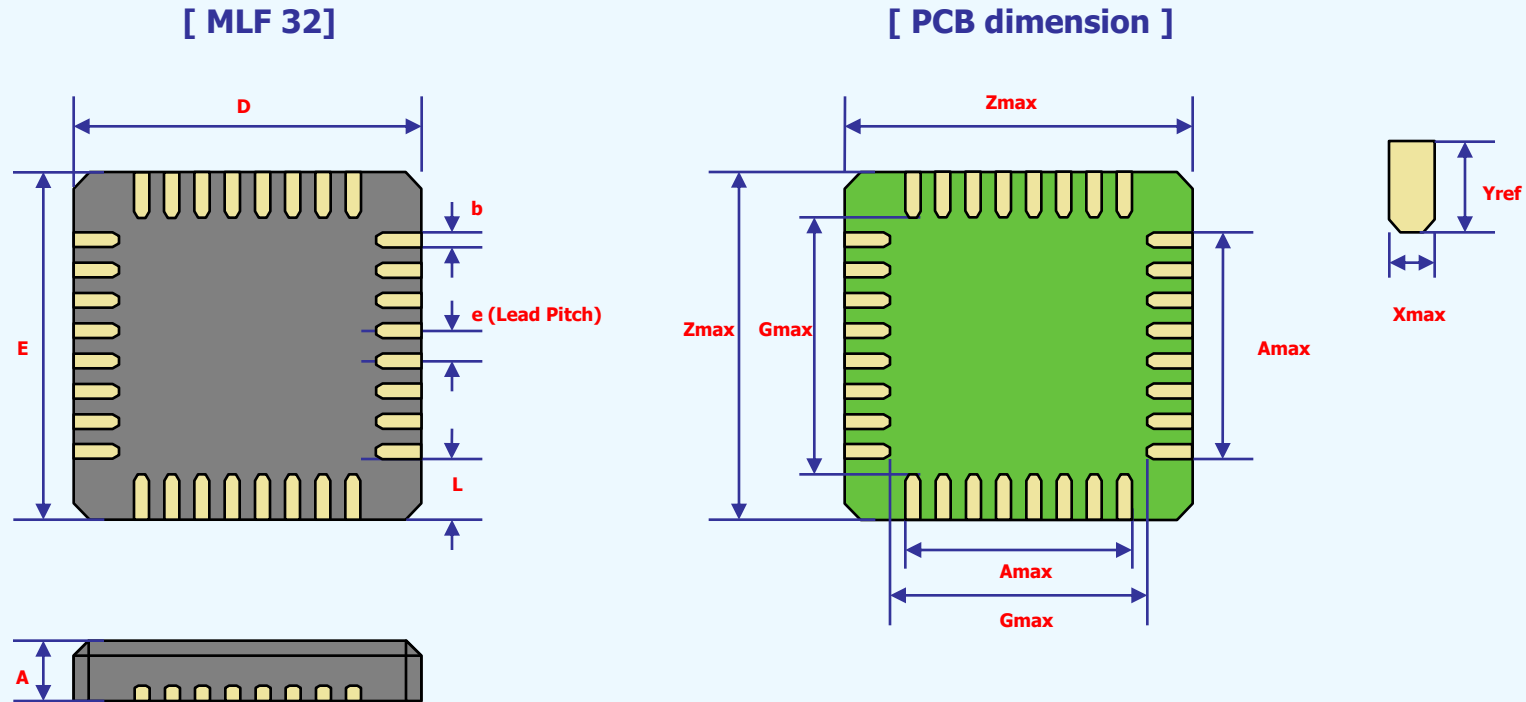 [ MLF 32]
[ PCB dimension ]
D
Zmax
b
Yref
e (Lead Pitch)
Xmax
E
Zmax
Gmax
Amax
L
Amax
Gmax
A